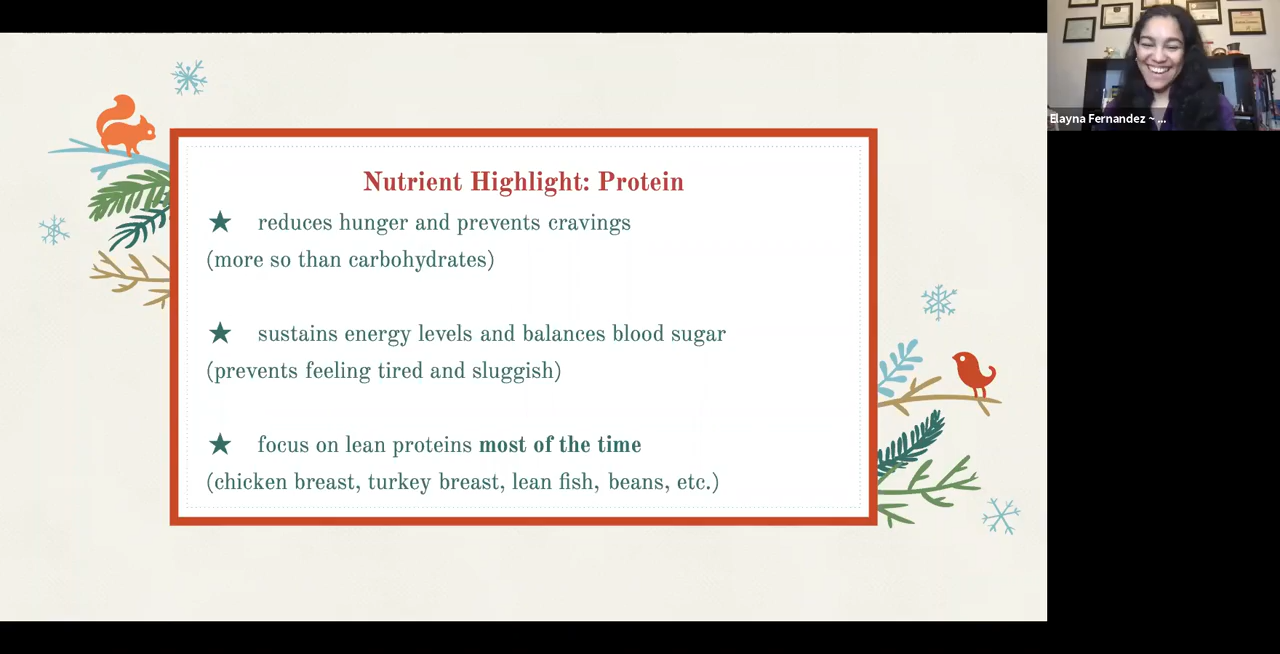 Nutrient Highlight: Protein
★ reduces hunger and prevents cravings
(more so than carbohydrates)
★ sustains energy levels and balances blood sugar
(prevents feeling tired and sluggish)
★ focus on lean proteins most of the time
(chicken breast, turkey breast, lean fish, beans, etc.)
Elayna Fernandez ~ ...